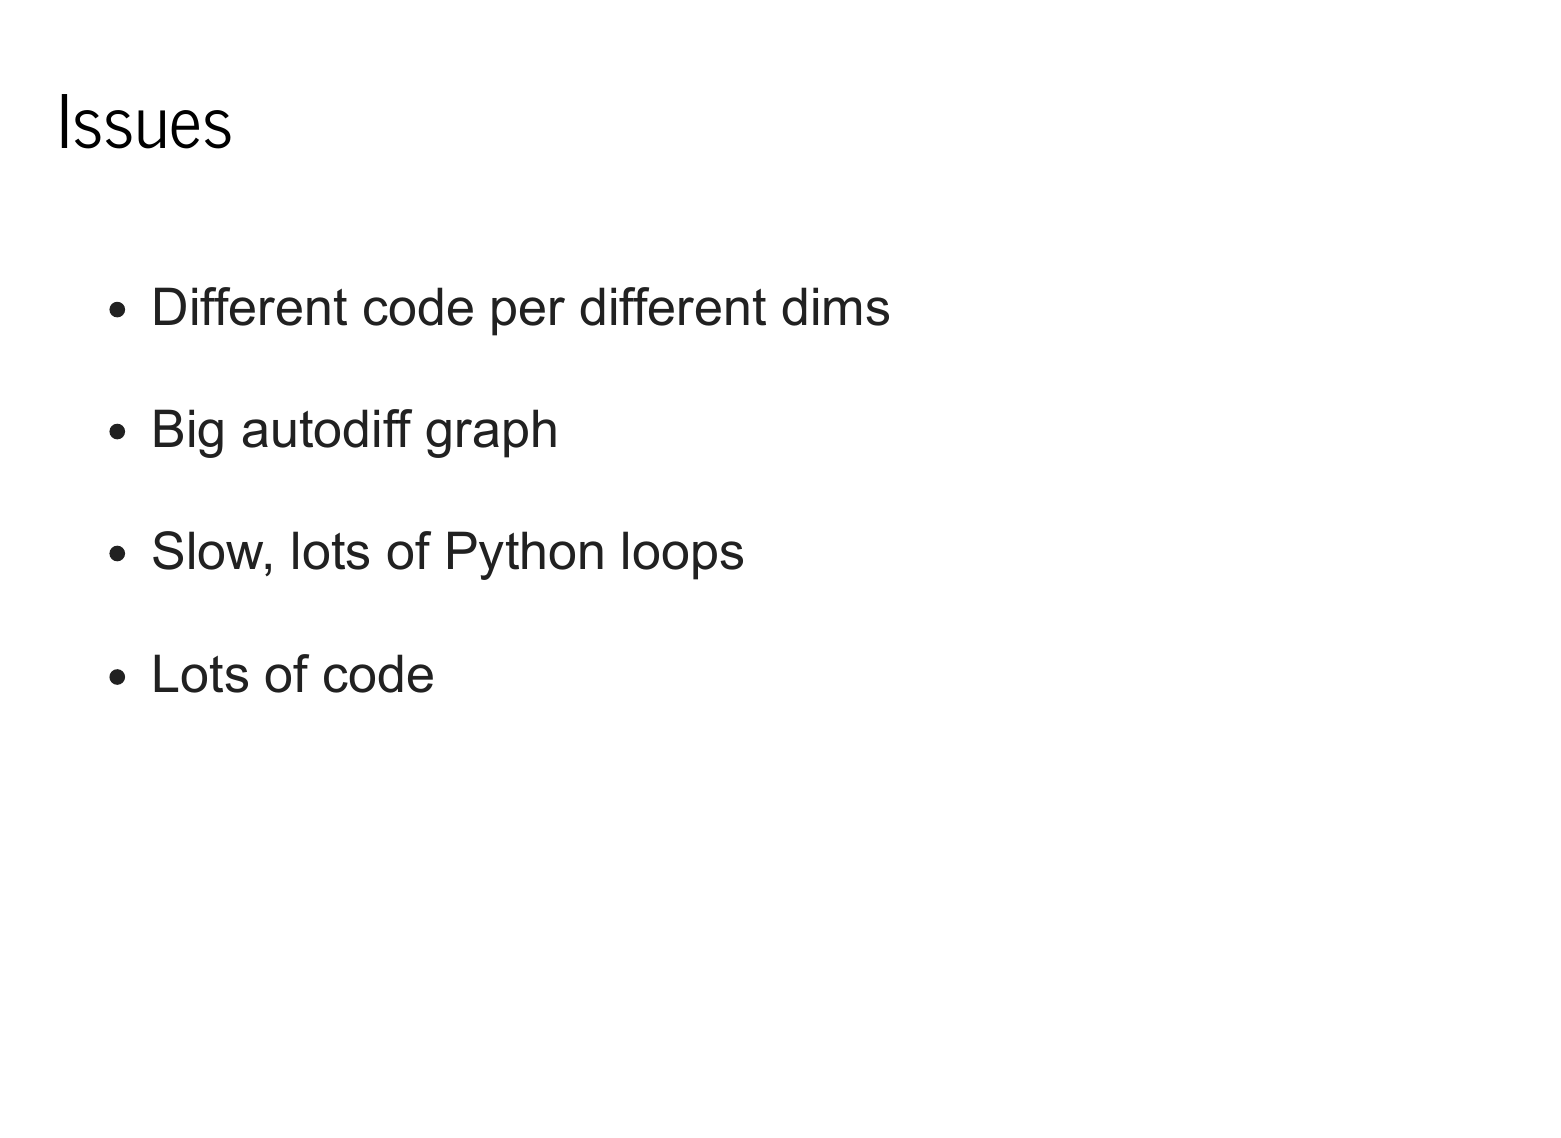 Issues
Different code per different dims
Big autodiff graph
Slow, lots of Python loops
Lots of code